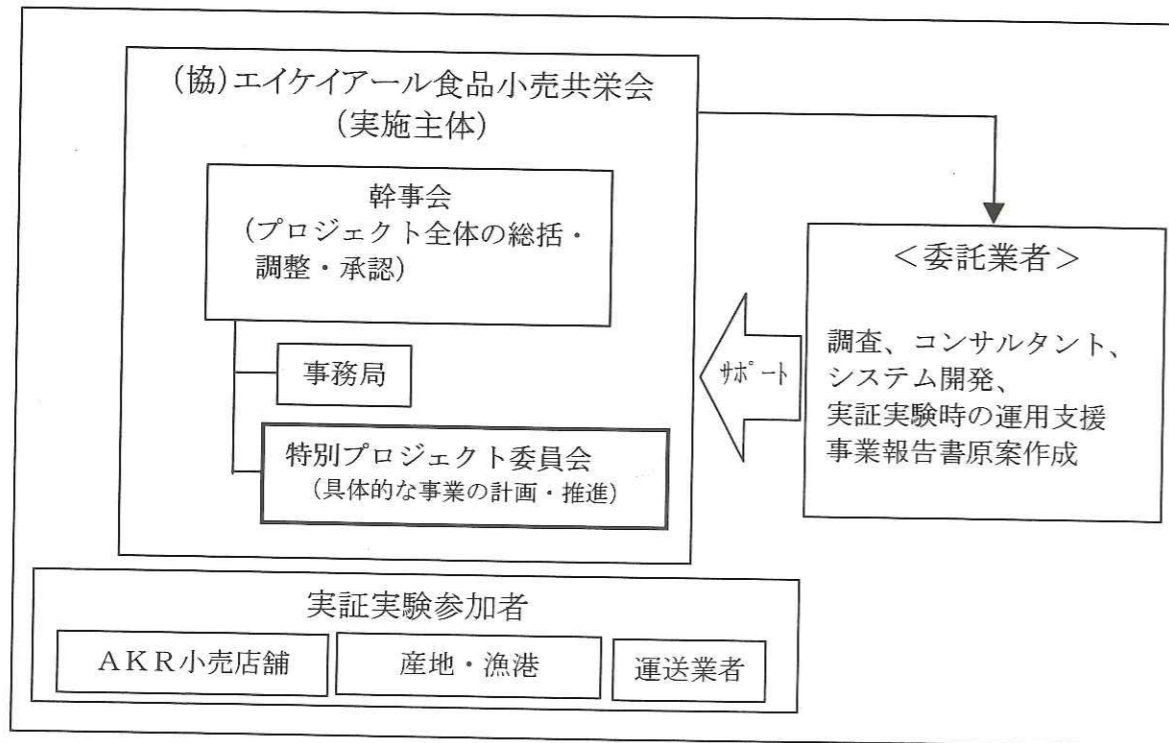 (協)エイケイアール食品小売共栄会
(実施主体)
幹事会
(プロジェクト全体の総括・
調整・承認)
事務局
特別プロジェクト委員会
(具体的な事業の計画・推進)
サポート
＜委託業者＞
調査、コンサルタント、
システム開発、
実証実験時の運用支援
事業報告書原案作成
実証実験参加者
ＡＫＲ小売店舗
産地・漁港
運送業者